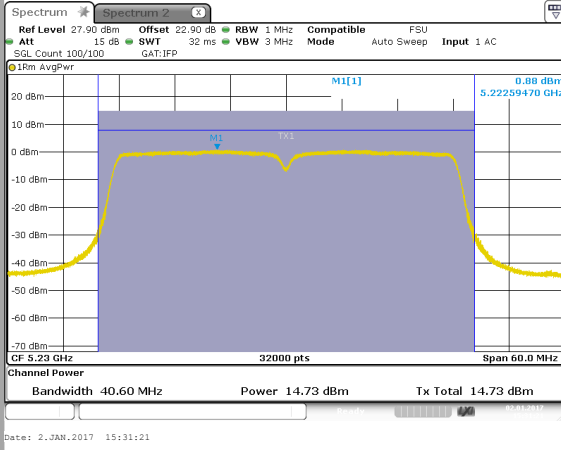 Spectrum Spectrum 2 X
Ref Level 27.90 dBm Offset 22.90 dB RBW 1 MHz Compatible FSU
Att 15 dB SWT 32 ms VBW 3 MHz Mode Auto Sweep Input 1 AC
SGL Count 100/100 GAT:IFP
1Rm AvgPwr
M1[1] 0.88 dBm
5.22259470 GHz
20 dBm
10 dBm
M1 TX1
0 dBm
-10 dBm
-20 dBm
-30 dBm
-40 dBm
-50 dBm
-60 dBm
-70 dBm
CF 5.23 GHz 32000 pts Span 60.0 MHz
Channel Power
Bandwidth 40.60 MHz Power 14.73 dBm Tx Total 14.73 dBm
Ready 02.01.2017
Date: 2.JAN.2017 15:31:21